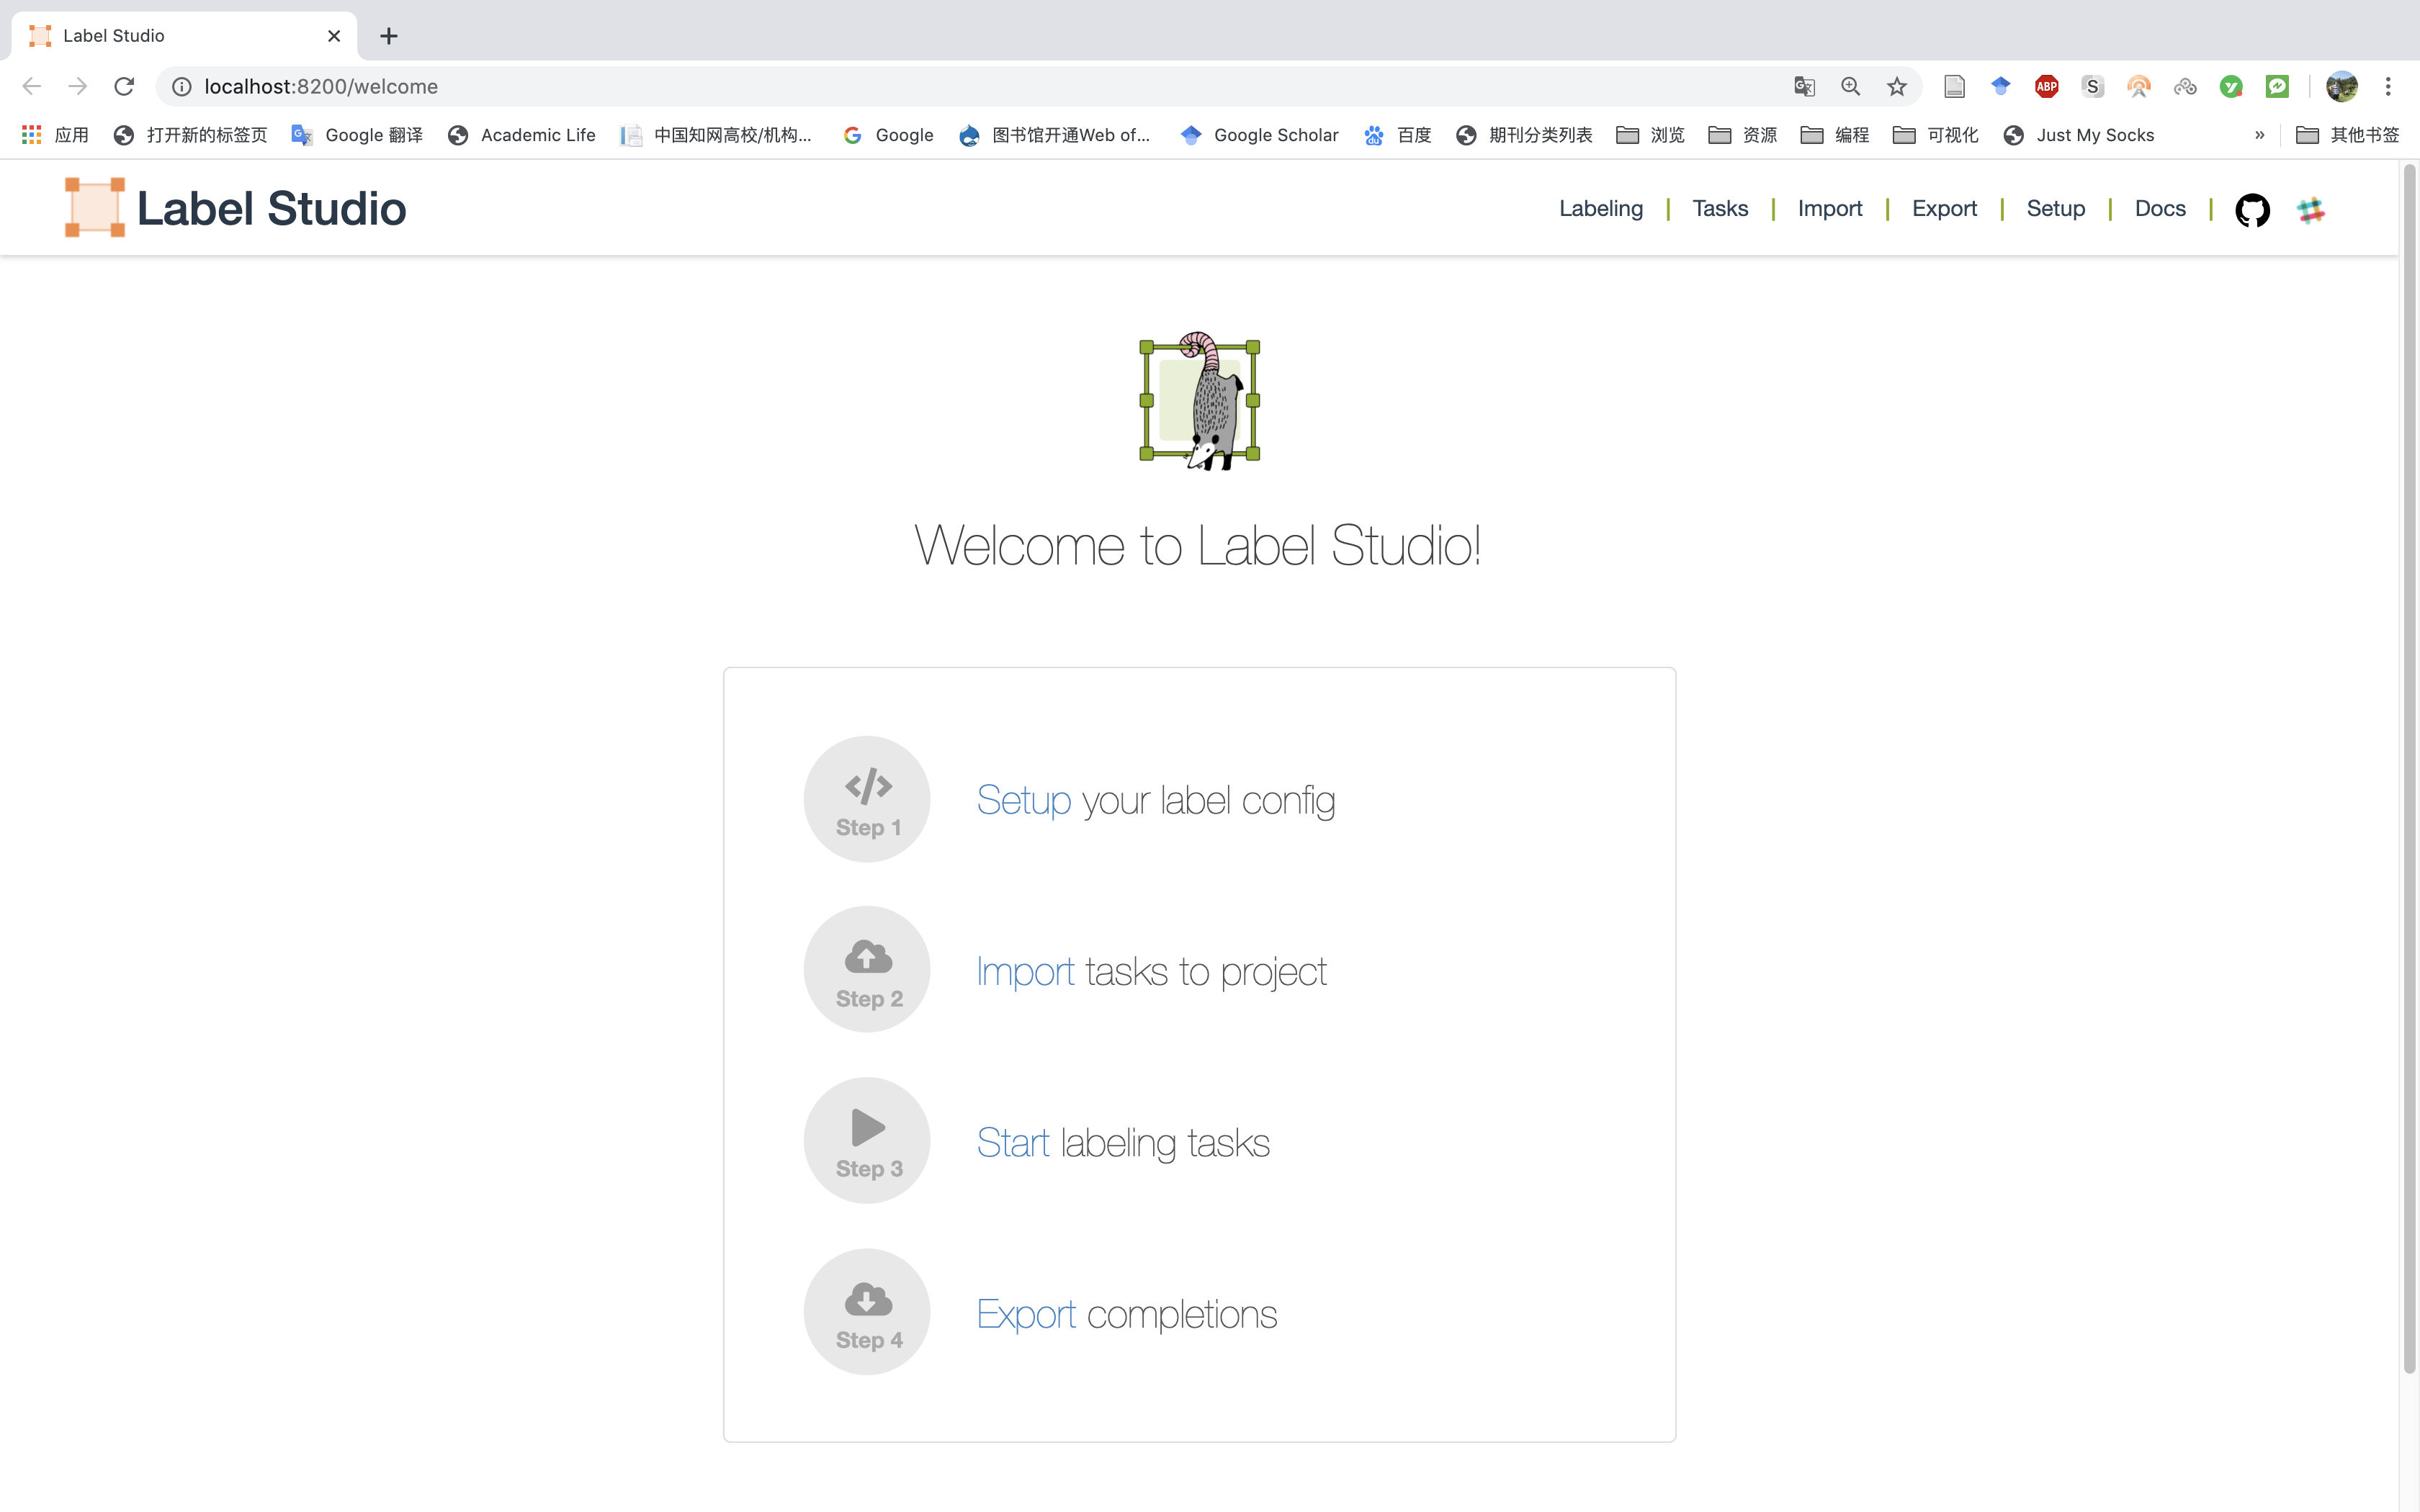 Label Studio
localhost:8200/welcome
ABP
S
应用 打开新的标签页 Google 翻译 Academic Life 中国知网高校/机构... Google 图书馆开通Web of... Google Scholar 百度 期刊分类列表 浏览 资源 编程 可视化 Just My Socks » 其他书签
Label Studio
Labeling | Tasks | Import | Export | Setup | Docs |
Welcome to Label Studio!
</>
Step 1
Setup your label config
Step 2
Import tasks to project
Step 3
Start labeling tasks
Step 4
Export completions